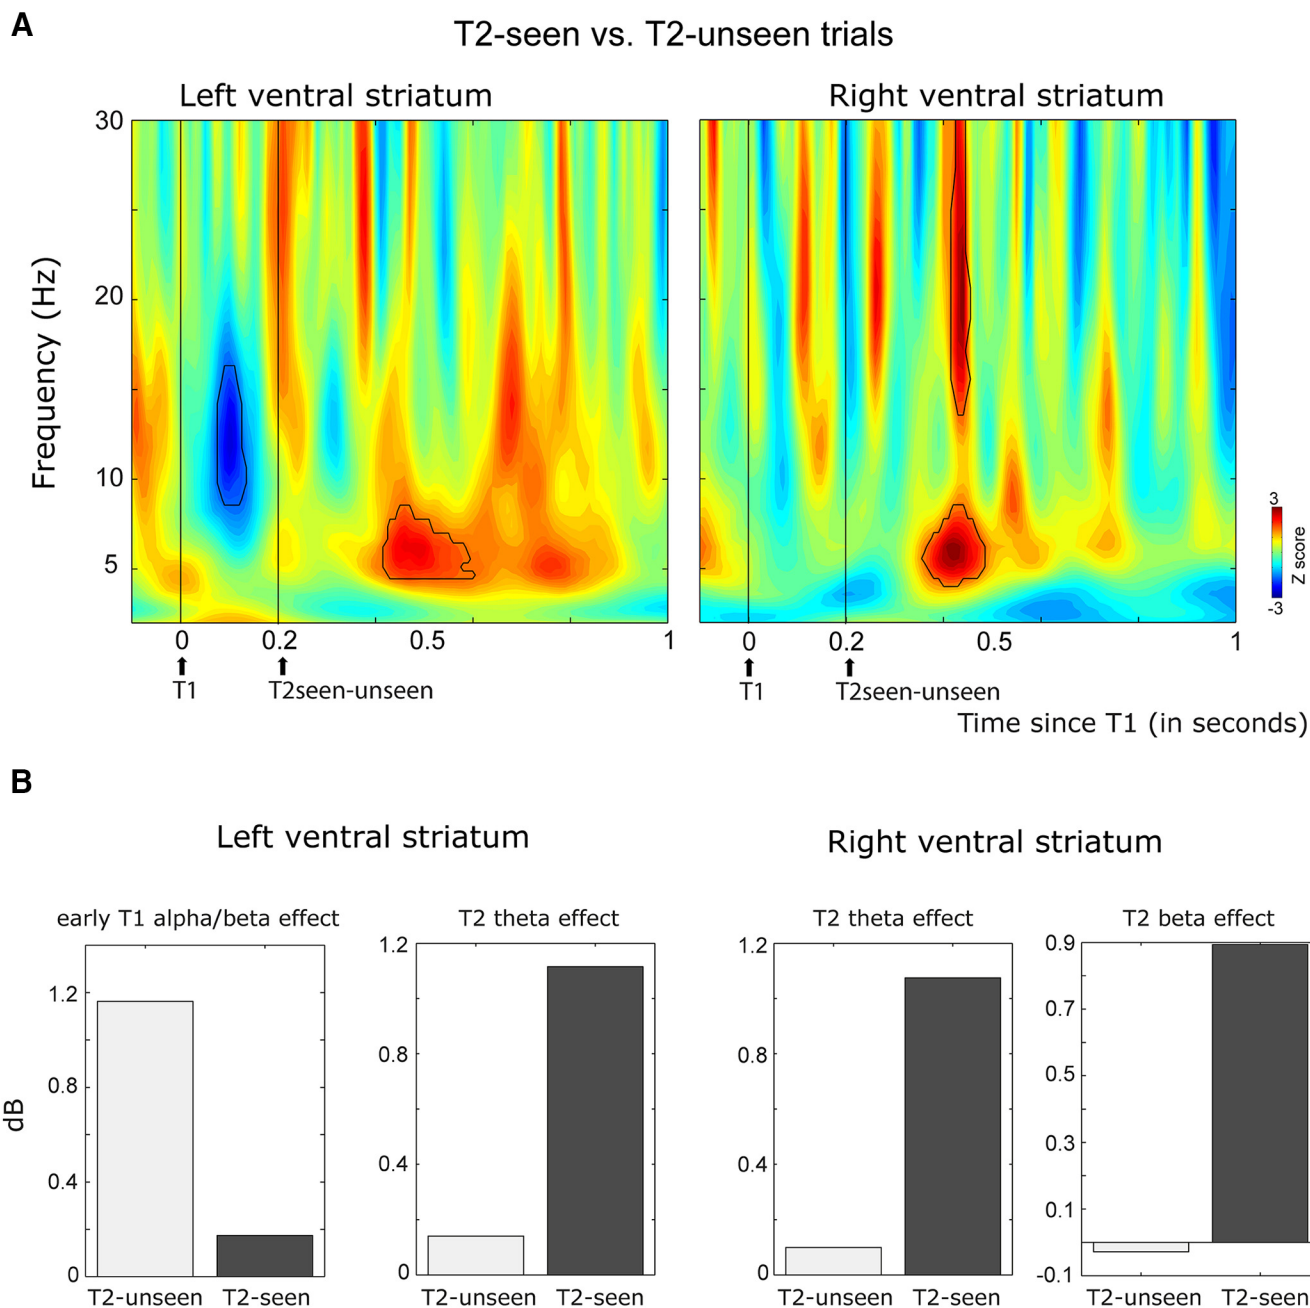 A
T2-seen vs. T2-unseen trials
Left ventral striatum
Right ventral striatum
30
20
10
5
Frequency (Hz)
0
0.2
0.5
1
T1
T2seen-unseen
0
0.2
0.5
1
T1
T2seen-unseen
3
-3
Z score
Time since T1 (in seconds)
B
Left ventral striatum
Right ventral striatum
early T1 alpha/beta effect
T2 theta effect
T2 theta effect
T2 beta effect
dB
1.2
0.8
0.4
0
T2-unseen
T2-seen
1.2
0.8
0.4
0
T2-unseen
T2-seen
1.2
0.8
0.4
0
T2-unseen
T2-seen
0.9
0.7
0.5
0.3
0.1
-0.1
T2-unseen
T2-seen